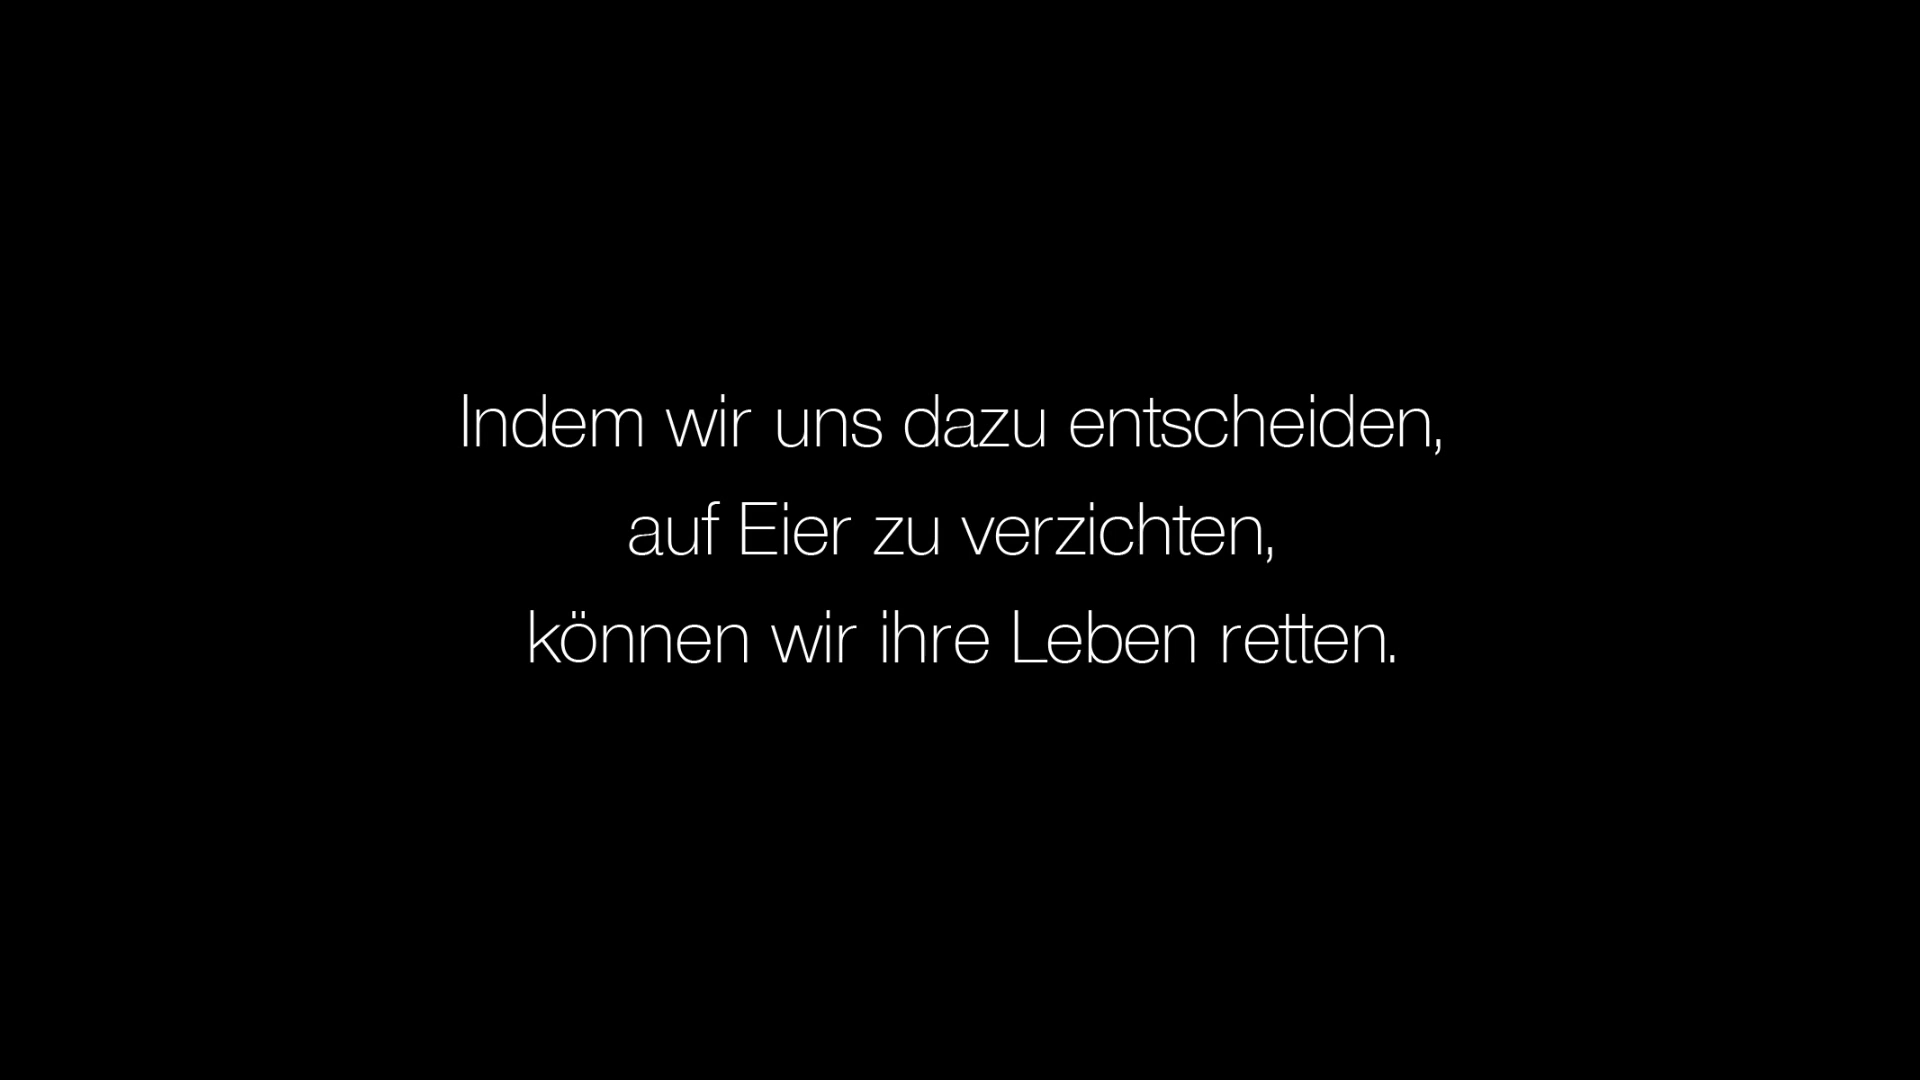 Indem wir uns dazu entscheiden,
auf Eier zu verzichten,
können wir ihre Leben retten.